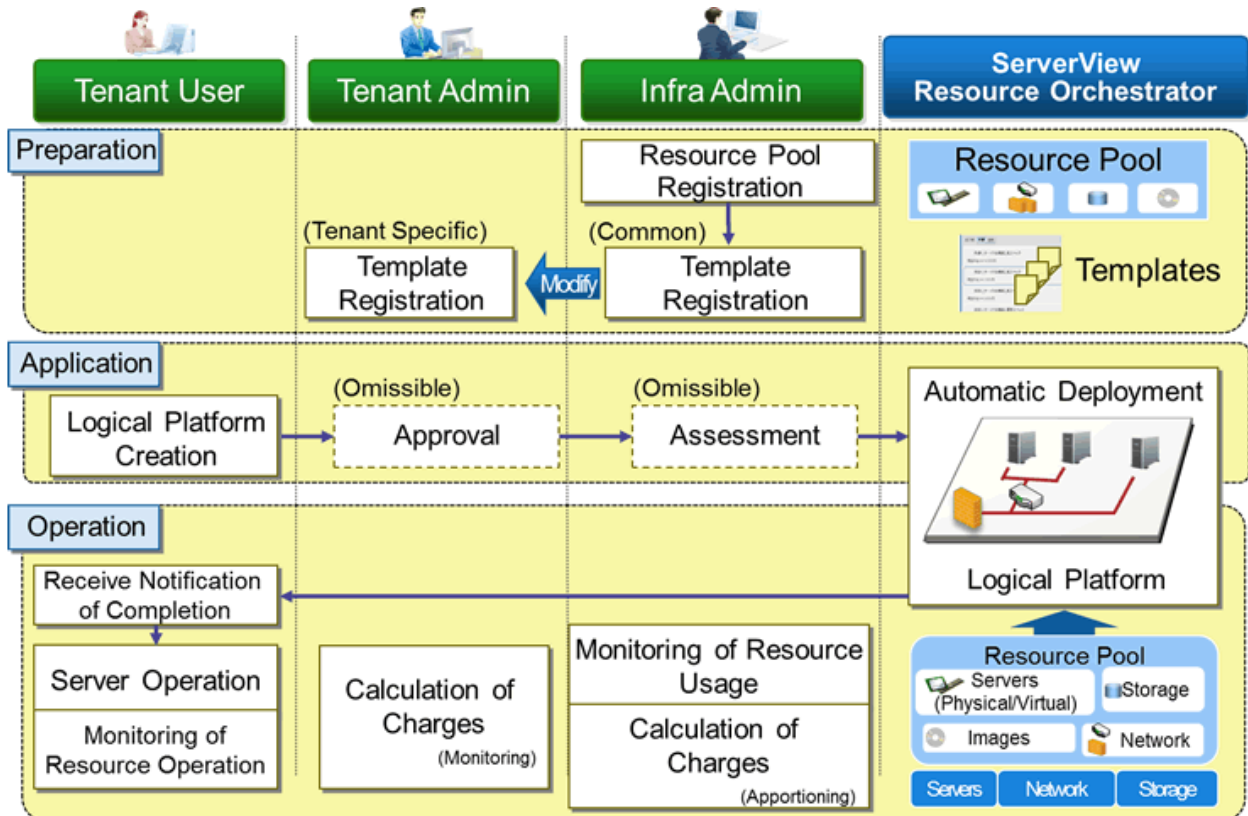 Tenant User
Tenant Admin
Infra Admin
ServerView
Resource Orchestrator
Preparation
Resource Pool
Registration
Resource Pool
(Tenant Specific)
(Common)
Template
Registration
Modify
Template
Registration
Templates
Application
(Omissible)
(Omissible)
Logical Platform
Creation
Approval
Assessment
Automatic Deployment
Logical Platform
Operation
Receive Notification
of Completion
Server Operation
Monitoring of
Resource Operation
Calculation of
Charges
(Monitoring)
Monitoring of Resource
Usage
Calculation of
Charges
(Apportioning)
Resource Pool
Servers
(Physical/Virtual)
Storage
Images
Network
Servers
Network
Storage